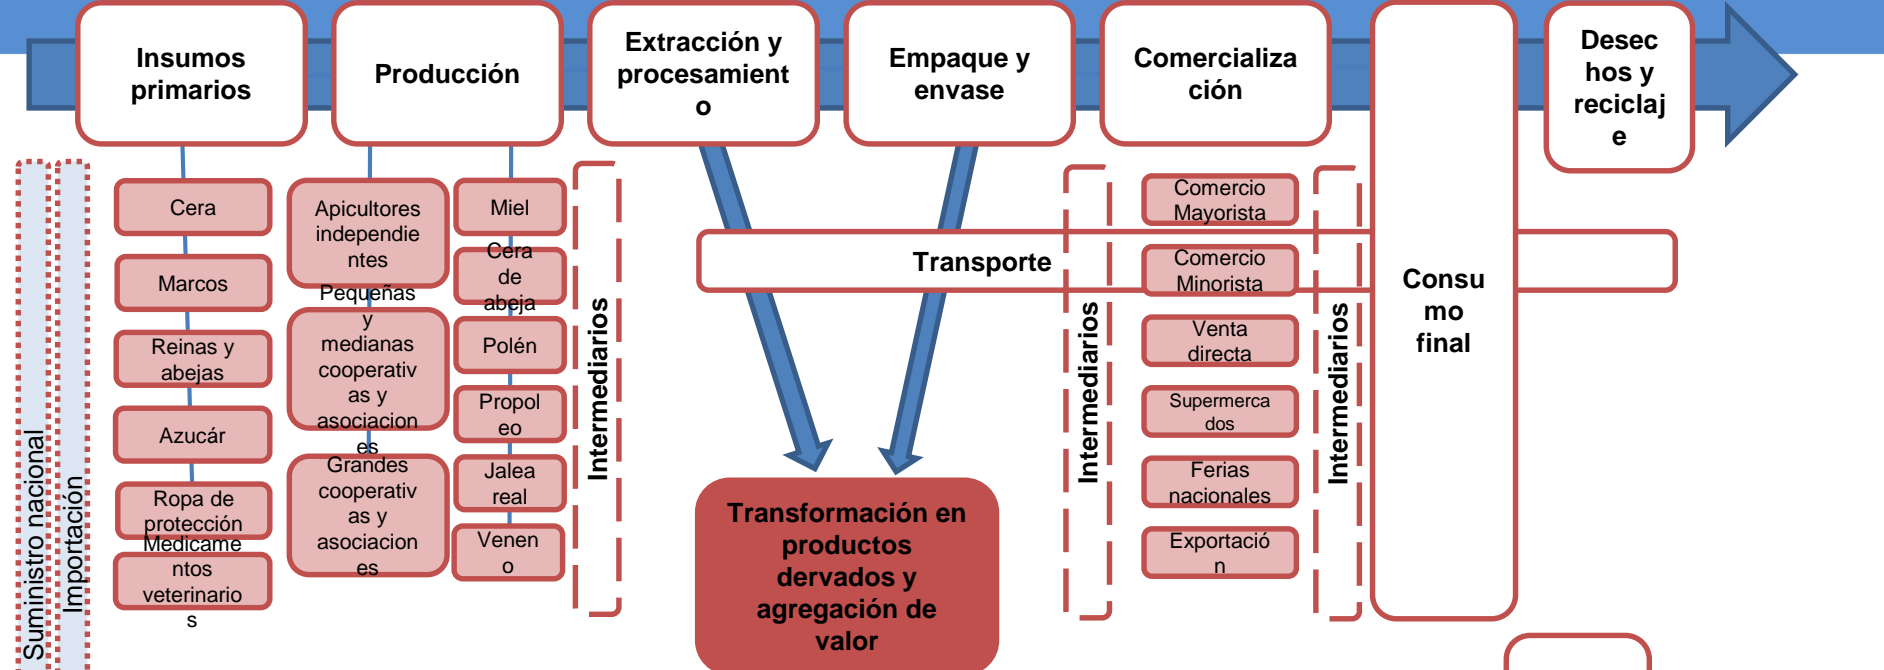 Insumos
primarios
Producción
Extracción y
procesamient
o
Empaque y
envase
Comercializa
ción
Consu
mo
final
Desec
hos y
reciclaj
e
Suministro nacional
Importación
Cera
Marcos
Reinas y
abejas
Azucár
Ropa de
protección
Medicame
ntos
veterinario
s
Apicultores
independie
ntes
Pequeñas
y
medianas
cooperativ
as y
asociacion
es
Grandes
cooperativ
as y
asociacion
es
Miel
Cera
de
abeja
Polén
Propol
eo
Jalea
real
Venen
o
Intermediarios
Transporte
Transformación en
productos
dervados y
agregación de
valor
Intermediarios
Comercio
Mayorista
Comercio
Minorista
Venta
directa
Supermerca
dos
Ferias
nacionales
Exportació
n
Intermediarios